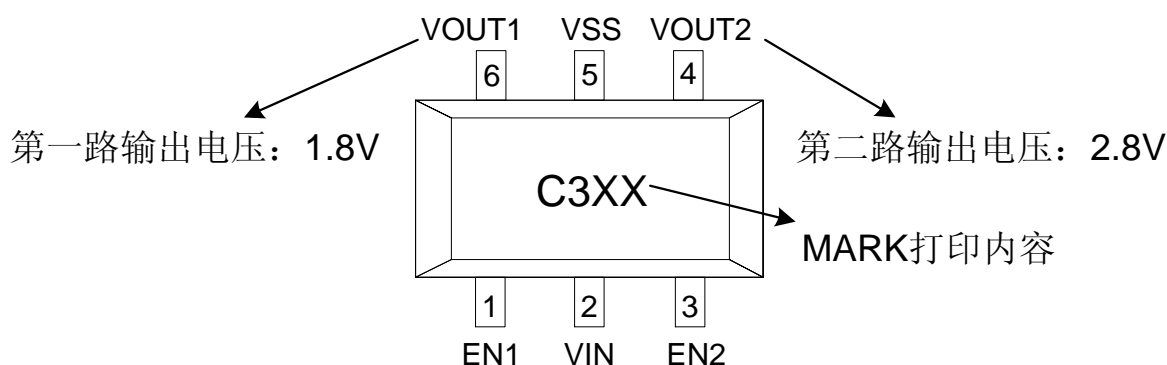 VOUT1 VSS VOUT2
6 5 4
第一路输出电压：1.8V
第二路输出电压：2.8V
C3XX
MARK打印内容
1 2 3
EN1 VIN EN2